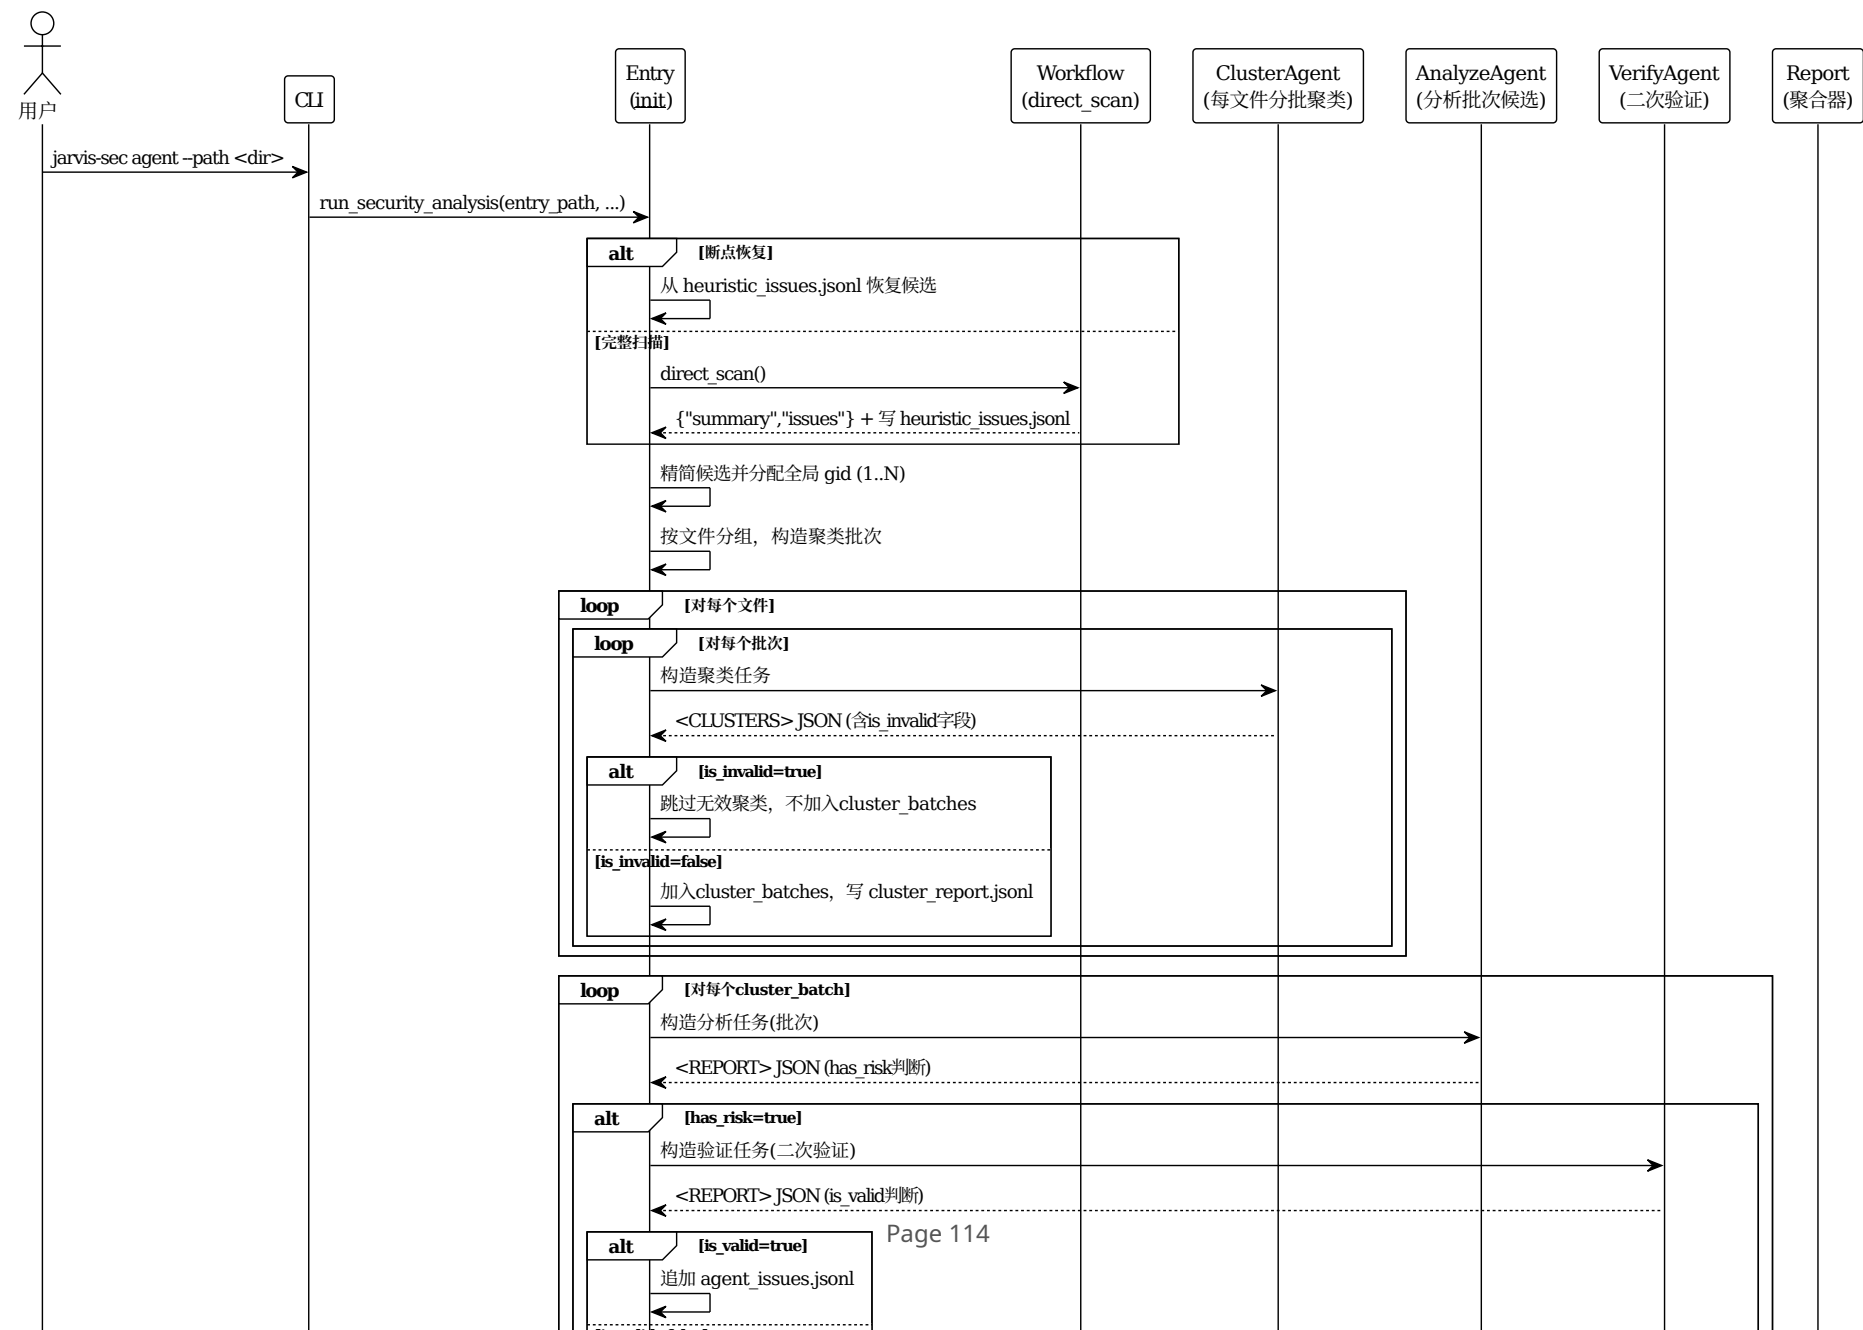 用户
CLI
Entry
(init)
Workflow
(direct_scan)
ClusterAgent
(每文件分批聚类)
AnalyzeAgent
(分析批次候选)
VerifyAgent
(二次验证)
Report
(聚合器)
jarvis-sec agent --path <dir>
run_security_analysis(entry_path, ...)
alt [断点恢复]
从 heuristic_issues.jsonl 恢复候选
[完整扫描]
direct_scan()
{"summary","issues"} + 写 heuristic_issues.jsonl
精简候选并分配全局 gid (1..N)
按文件分组，构造聚类批次
loop [对每个文件]
loop [对每个批次]
构造聚类任务
<CLUSTERS> JSON (含is_invalid字段)
alt [is_invalid=true]
跳过无效聚类，不加入cluster_batches
[is_invalid=false]
加入cluster_batches，写 cluster_report.jsonl
loop [对每个cluster_batch]
构造分析任务(批次)
<REPORT> JSON (has_risk判断)
alt [has_risk=true]
构造验证任务(二次验证)
<REPORT> JSON (is_valid判断)
Page 114
alt [is_valid=true]
追加 agent_issues.jsonl